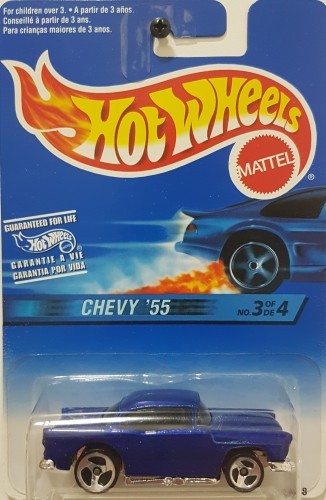 For children over 3. • A partir de 3 años.
Conseillé à partir de 3 ans.
Para crianças maiores de 3 anos.
HOT WHEELS
MATTEL
GUARANTEED FOR LIFE
Hot Wheels
GARANTIE A VIE
GARANTIA POR VIDA
CHEVY '55
NO. 3 OF DE 4
S